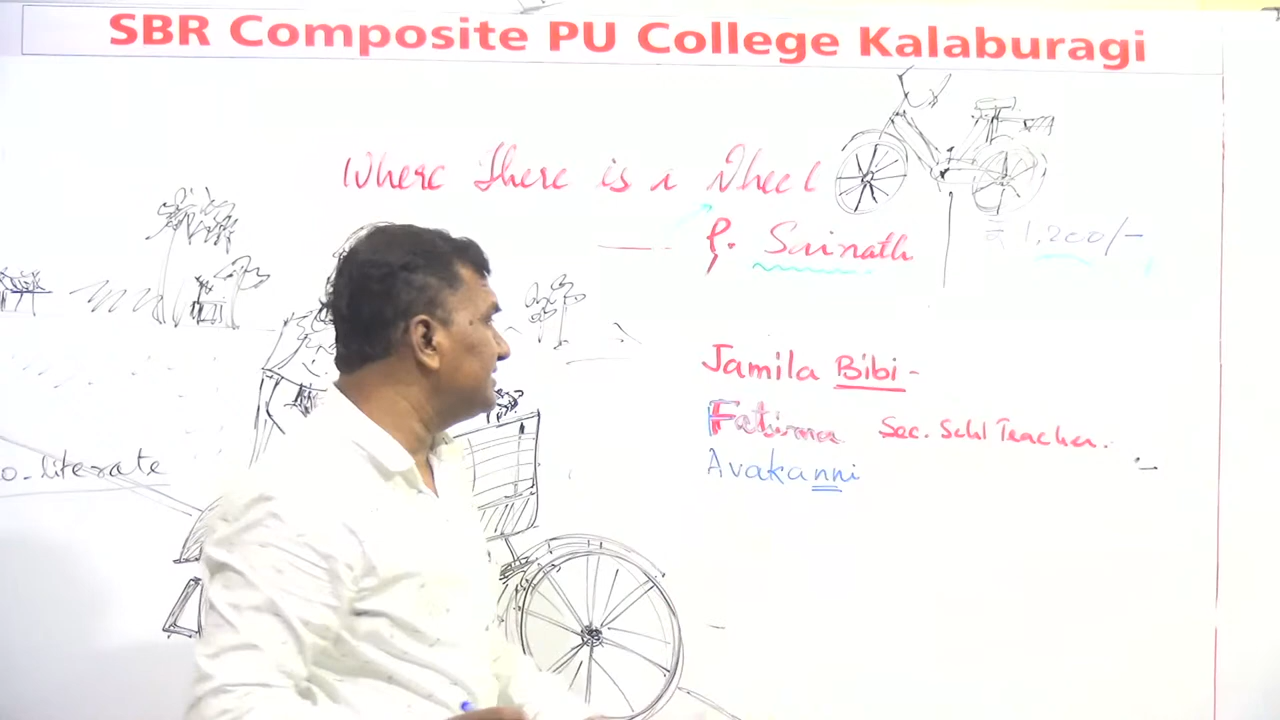 SBR Composite PU College Kalaburagi
Where There is a Wheel
P. Sainath
₹ 1,200/-
Jamila Bibi -
Fatima Sec. Schl Teacher.
Avakanni
o-literate